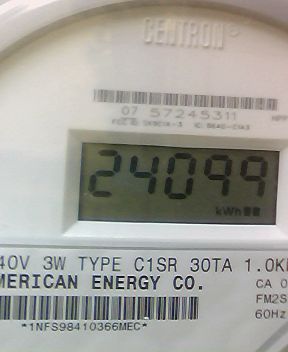 CENTRON®
07 57245311
24099
kWh
40V 3W TYPE C1SR 30TA 1.0K
MERICAN ENERGY CO.
CA 0
FM2S
60Hz
*1NFS98410366MEC*